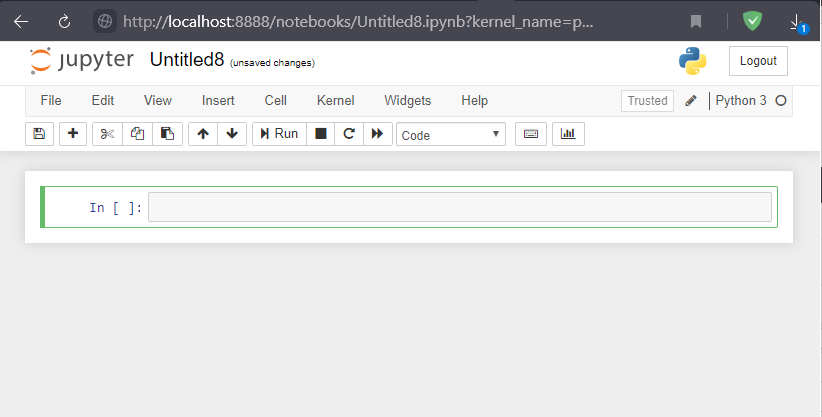 http://localhost:8888/notebooks/Untitled8.ipynb?kernel_name=p...
1
jupyter Untitled8 (unsaved changes) Logout
File Edit View Insert Cell Kernel Widgets Help Trusted Python 3
Run Code
In [ ]: